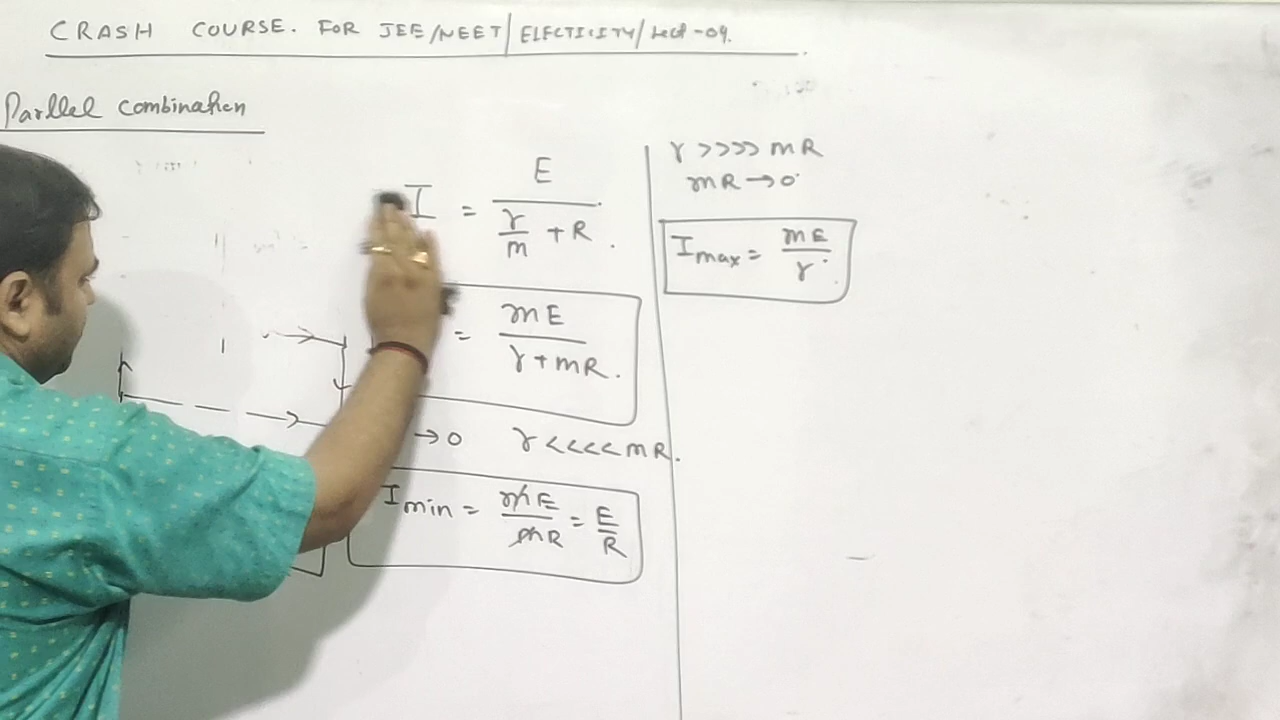 CRASH COURSE. FOR JEE/NEET/ELECTICITY/Lect-04.
Parllel Combination
I = E / (r/m + R).
= mE / (r + mR).
→ 0 r <<<< mR.
Imin = mE / mR = E / R
r >>>> mR
mR → 0
Imax = mE / r.